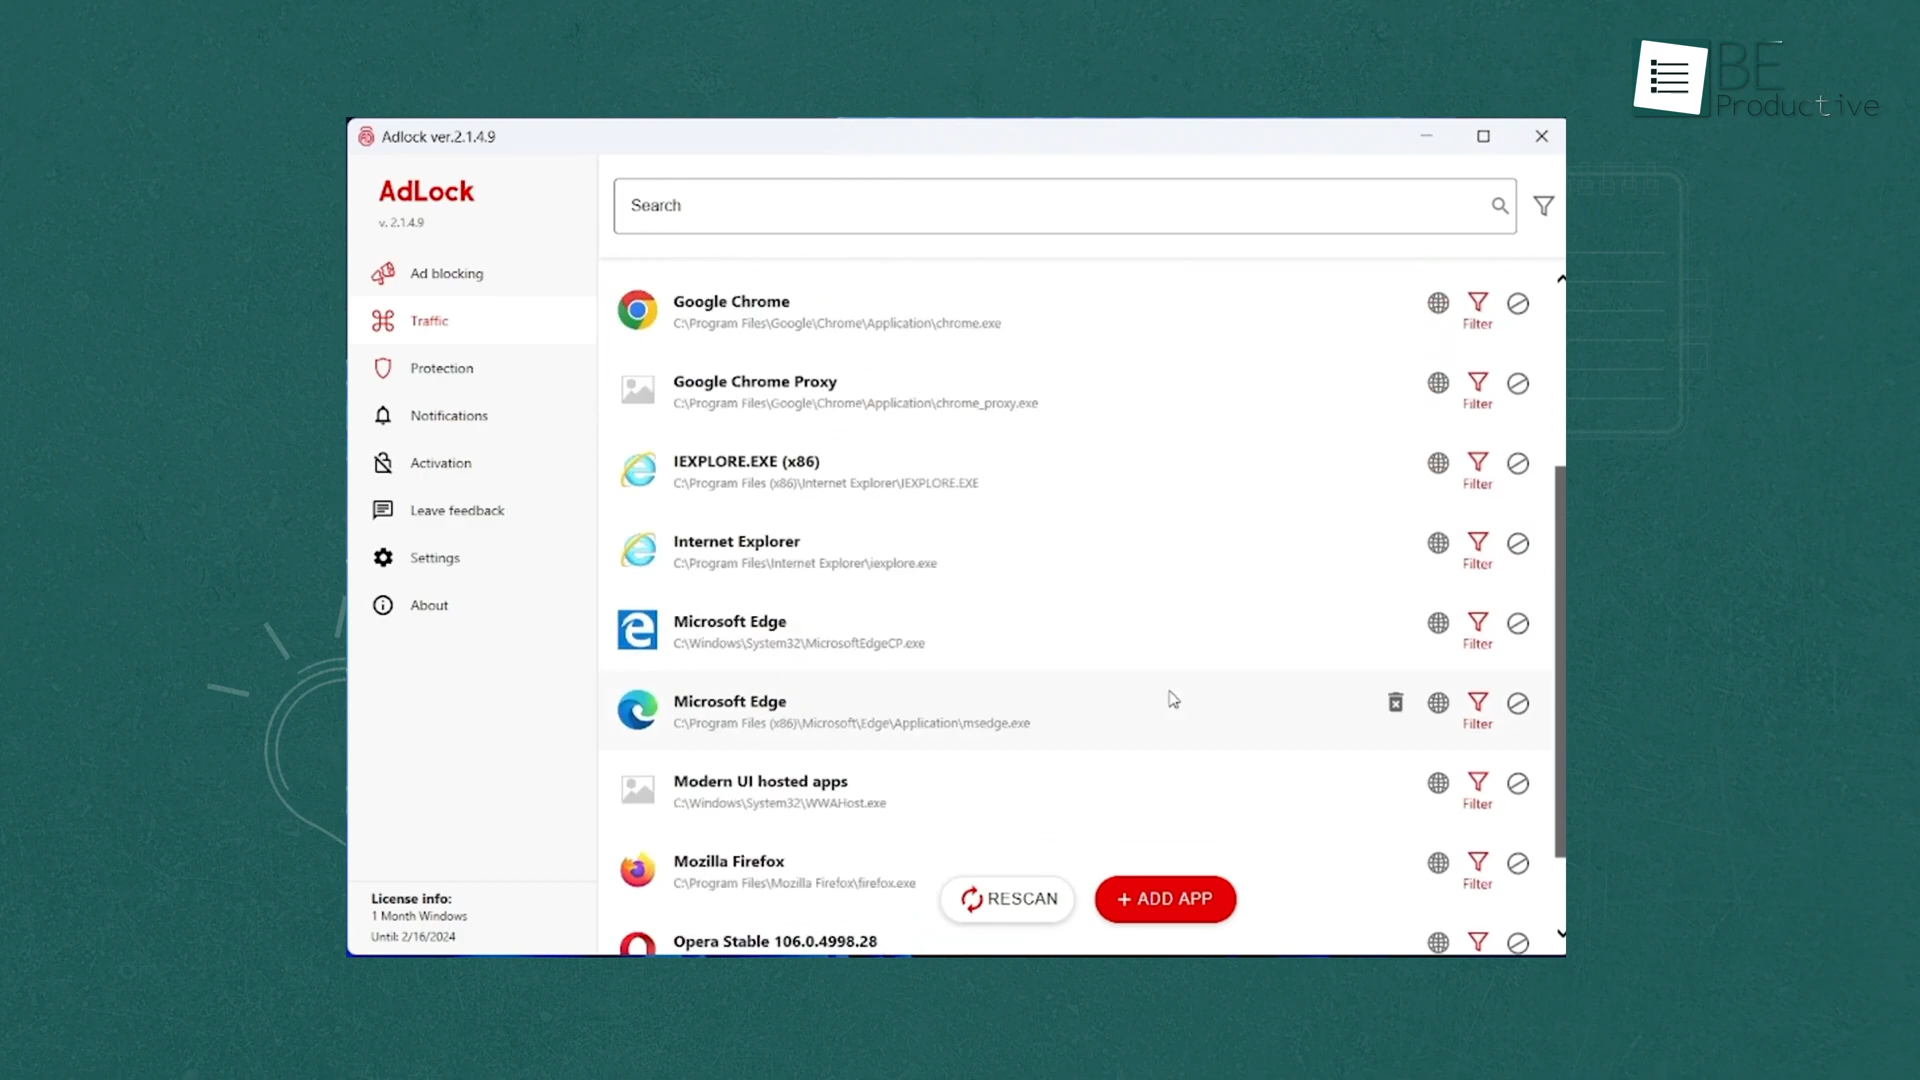 BE
Productive
Adlock ver.2.1.4.9
AdLock
v. 2.1.4.9
Ad blocking
Traffic
Protection
Notifications
Activation
Leave feedback
Settings
About
License info:
1 Month Windows
Until: 2/16/2024
Search
Google Chrome
C:\Program Files\Google\Chrome\Application\chrome.exe
Filter
Google Chrome Proxy
C:\Program Files\Google\Chrome\Application\chrome_proxy.exe
Filter
IEXPLORE.EXE (x86)
C:\Program Files (x86)\Internet Explorer\IEXPLORE.EXE
Filter
Internet Explorer
C:\Program Files\Internet Explorer\iexplore.exe
Filter
Microsoft Edge
C:\Windows\System32\MicrosoftEdgeCP.exe
Filter
Microsoft Edge
C:\Program Files (x86)\Microsoft\Edge\Application\msedge.exe
Filter
Modern UI hosted apps
C:\Windows\System32\WWAHost.exe
Filter
Mozilla Firefox
C:\Program Files\Mozilla Firefox\firefox.exe
Filter
RESCAN
+ ADD APP
Opera Stable 106.0.4998.28